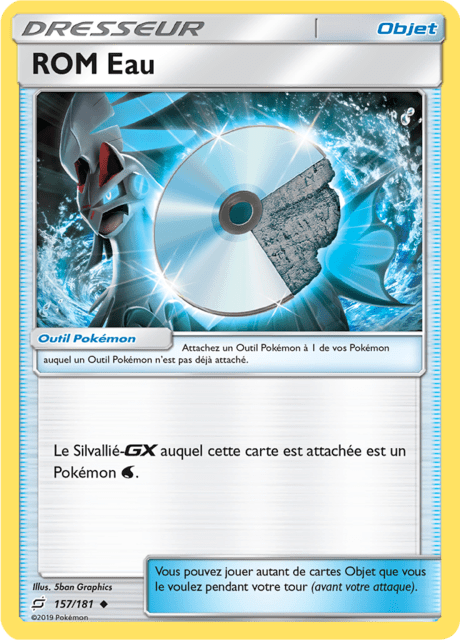 DRESSEUR
Objet
ROM Eau
Outil Pokémon
Attachez un Outil Pokémon à 1 de vos Pokémon
auquel un Outil Pokémon n'est pas déjà attaché.
Le Silvallié-GX auquel cette carte est attachée est un
Pokémon.
Vous pouvez jouer autant de cartes Objet que vous
le voulez pendant votre tour (avant votre attaque).
Illus. 5ban Graphics
157/181
©2019 Pokémon